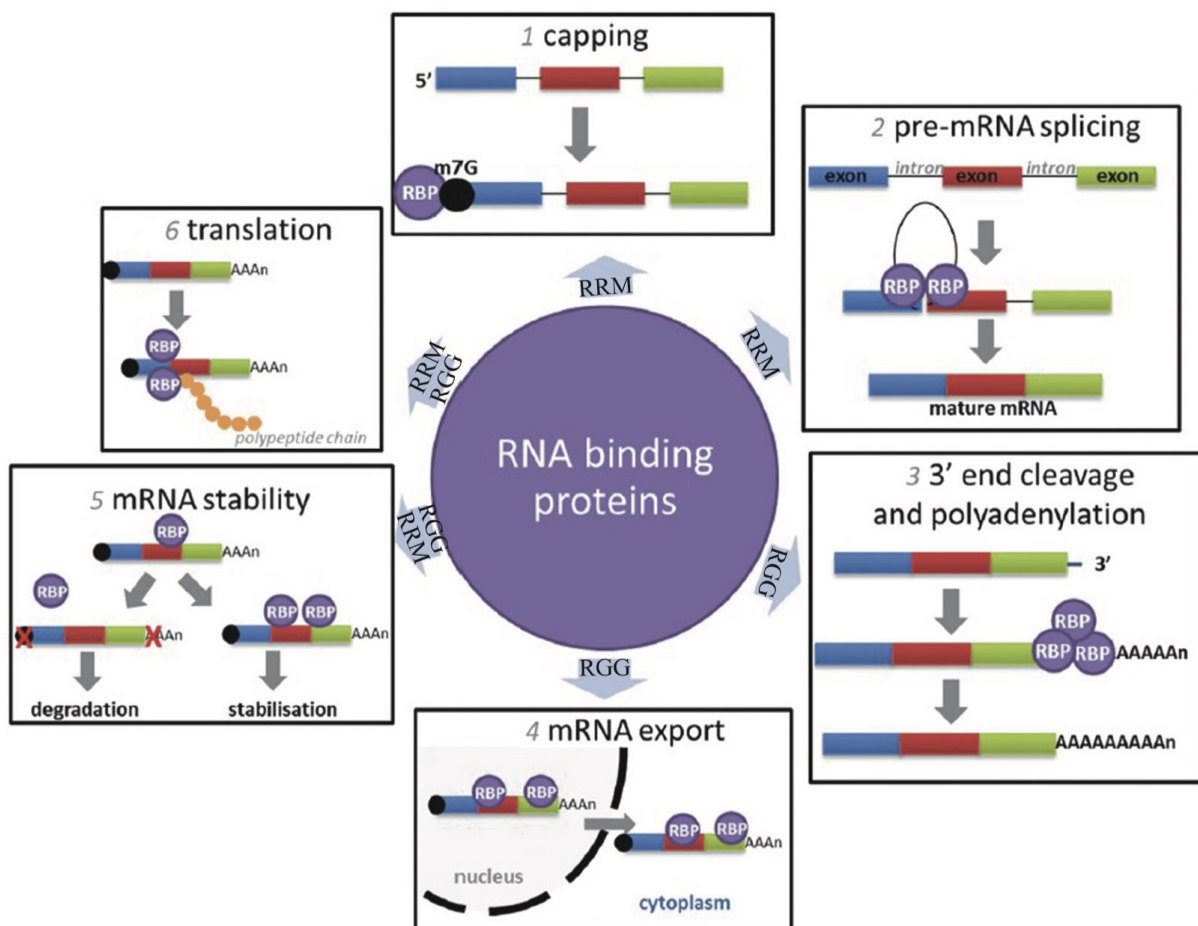 1 capping
5'
m7G
RBP
2 pre-mRNA splicing
exon intron exon intron exon
RBP RBP
mature mRNA
3 3' end cleavage
and polyadenylation
3'
RBP
RBP RBP AAAAAn
AAAAAAAAAn
4 mRNA export
RBP RBP
AAAn
RBP RBP
AAAn
nucleus
cytoplasm
5 mRNA stability
RBP
AAAn
RBP
RBP RBP
AAAn
AAAn
degradation stabilisation
6 translation
AAAn
RBP
AAAn
RBP
polypeptide chain
RRM
RRM
RGG
RGG
RGG
RRM
RRM
RGG
RNA binding
proteins